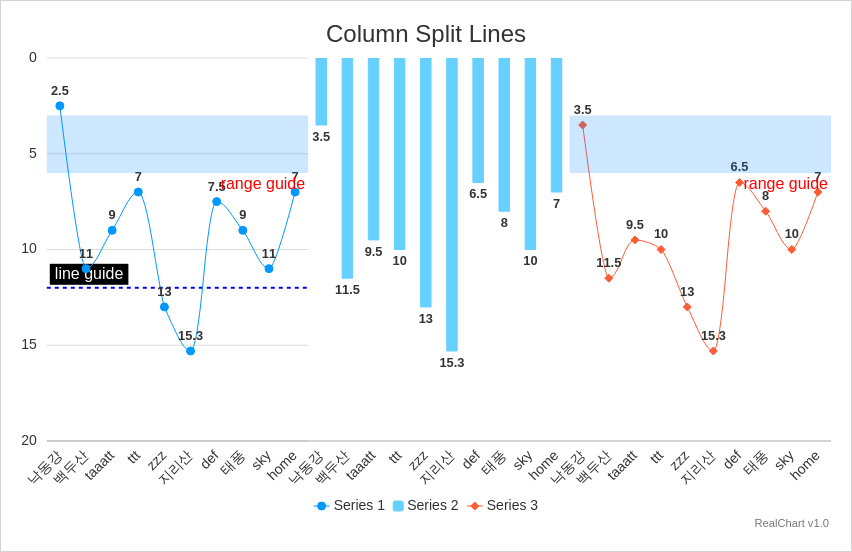 Column Split Lines
0
5
10
15
20
2.5
11
9
7
13
15.3
7.5
9
11
7
range guide
line guide
3.5
11.5
9.5
10
13
15.3
6.5
8
10
7
3.5
11.5
9.5
10
13
15.3
6.5
8
10
7
range guide
낙동강
백두산
taaatt
ttt
zzz
지리산
def
태풍
sky
home
낙동강
백두산
taaatt
ttt
zzz
지리산
def
태풍
sky
home
낙동강
백두산
taaatt
ttt
zzz
지리산
def
태풍
sky
home
Series 1 Series 2 Series 3
RealChart v1.0